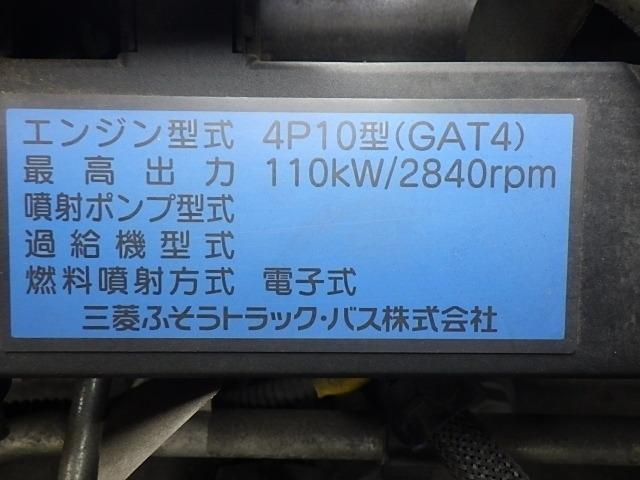 エンジン型式 4P10型(GAT4)
最高出力 110kW/2840rpm
噴射ポンプ型式
過給機型式
燃料噴射方式 電子式
三菱ふそうトラック・バス株式会社